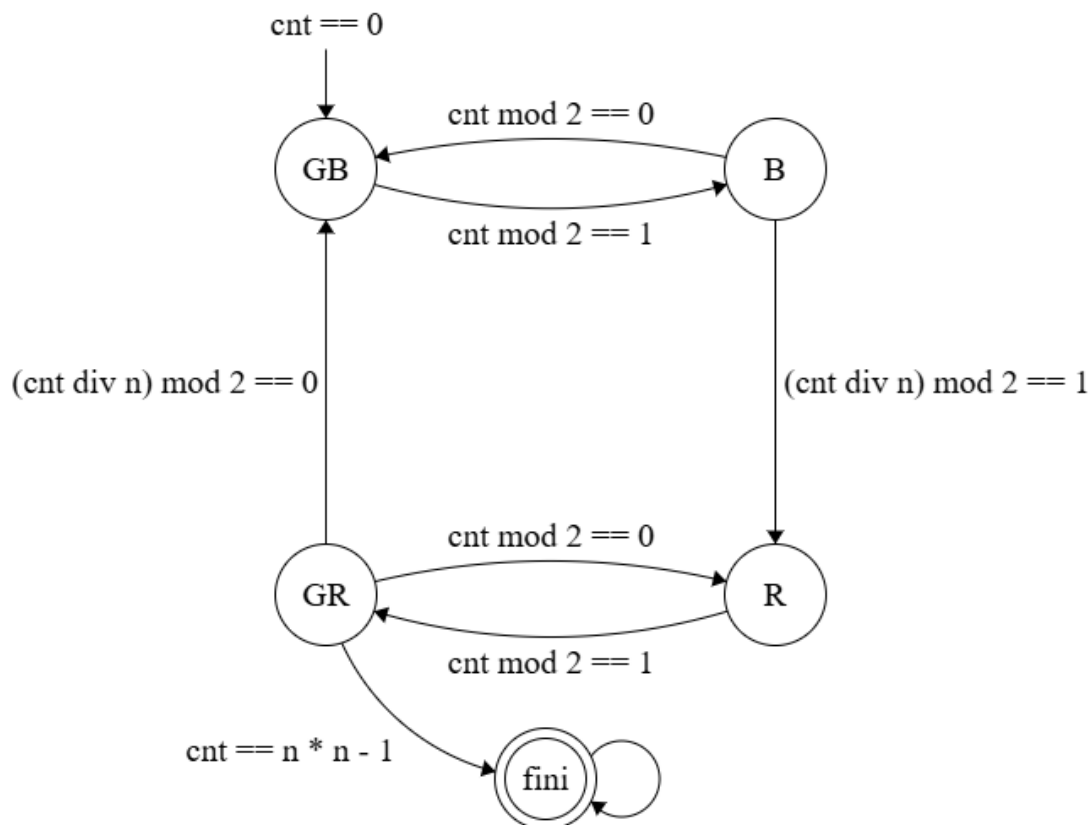 cnt == 0
cnt mod 2 == 0
GB
B
cnt mod 2 == 1
(cnt div n) mod 2 == 0
(cnt div n) mod 2 == 1
cnt mod 2 == 0
GR
R
cnt mod 2 == 1
cnt == n * n - 1
fini